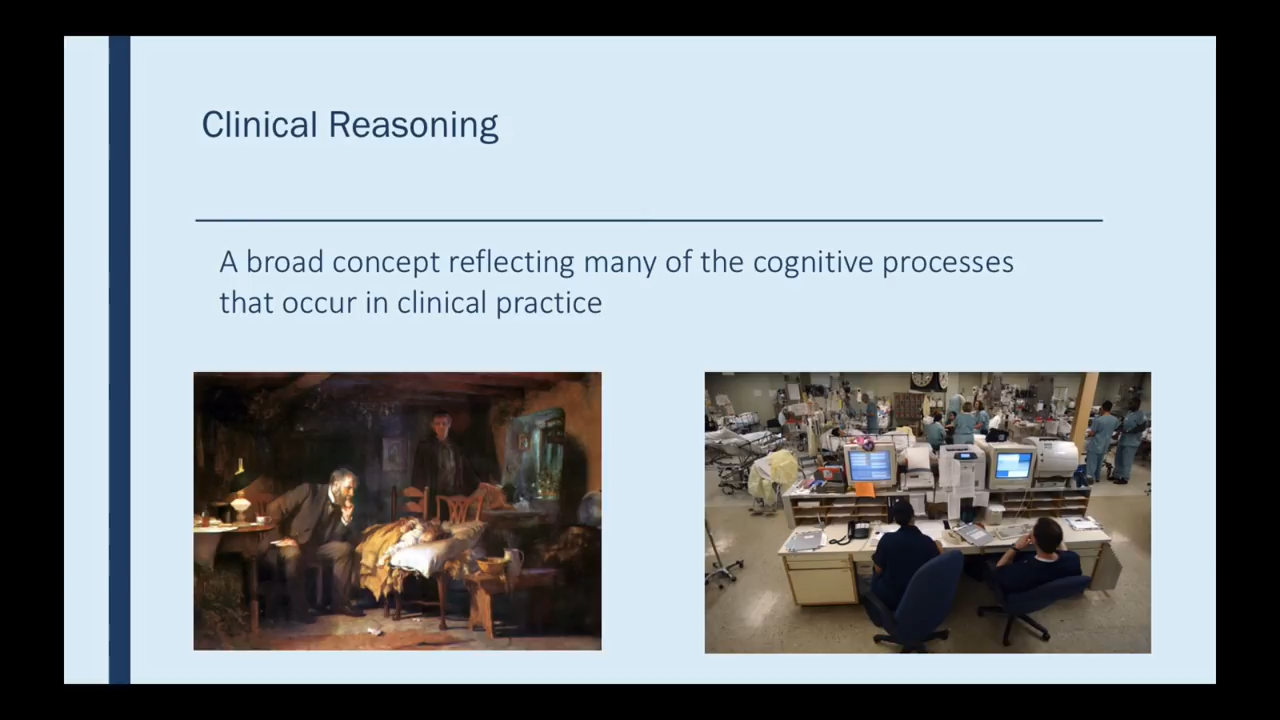 Clinical Reasoning
A broad concept reflecting many of the cognitive processes
that occur in clinical practice